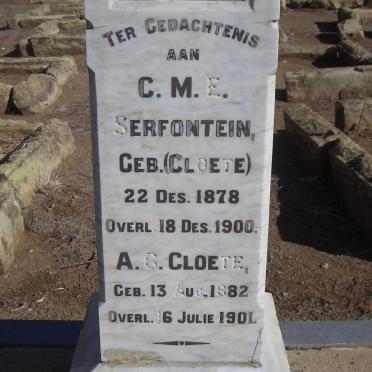 TER GEDACHTENIS
AAN
C. M. E.
SERFONTEIN,
GEB. (CLOETE)
22 DES. 1878
OVERL. 18 DES. 1900.
A. C. CLOETE,
GEB. 13 AUG. 1882
OVERL. 16 JULIE 1901.